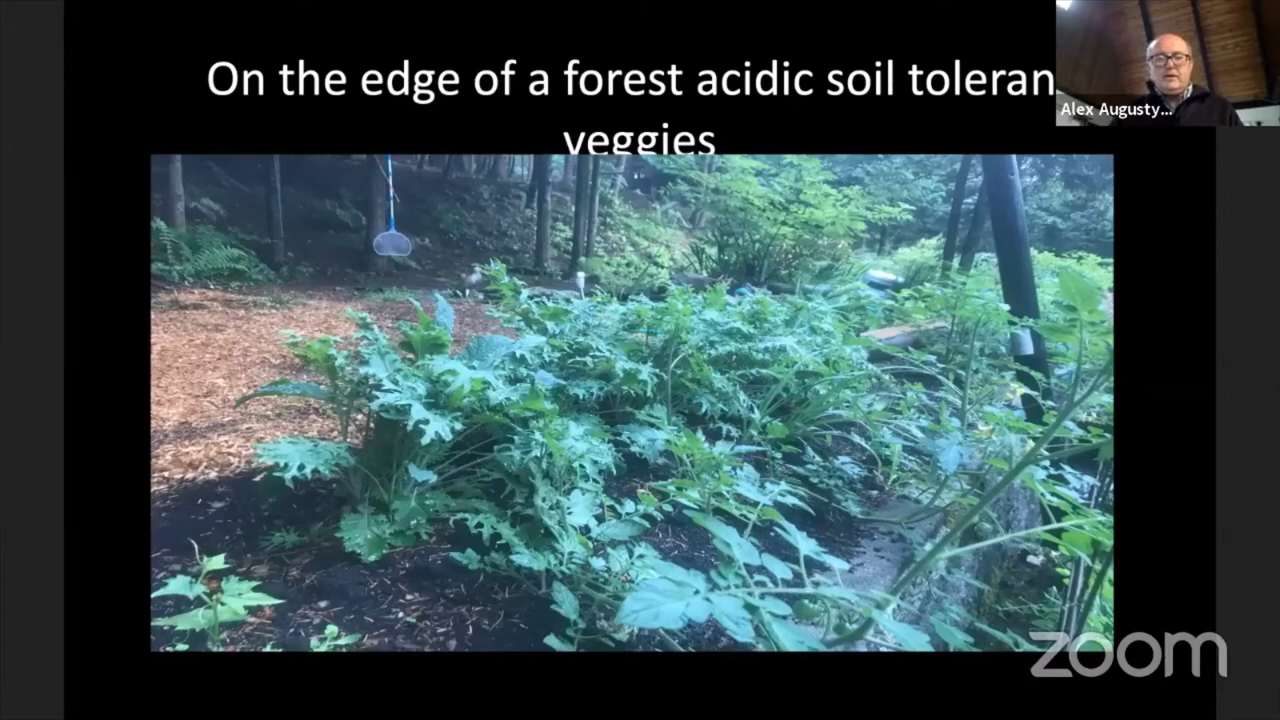 On the edge of a forest acidic soil toleran
veggies
Alex Augusty...
zoom